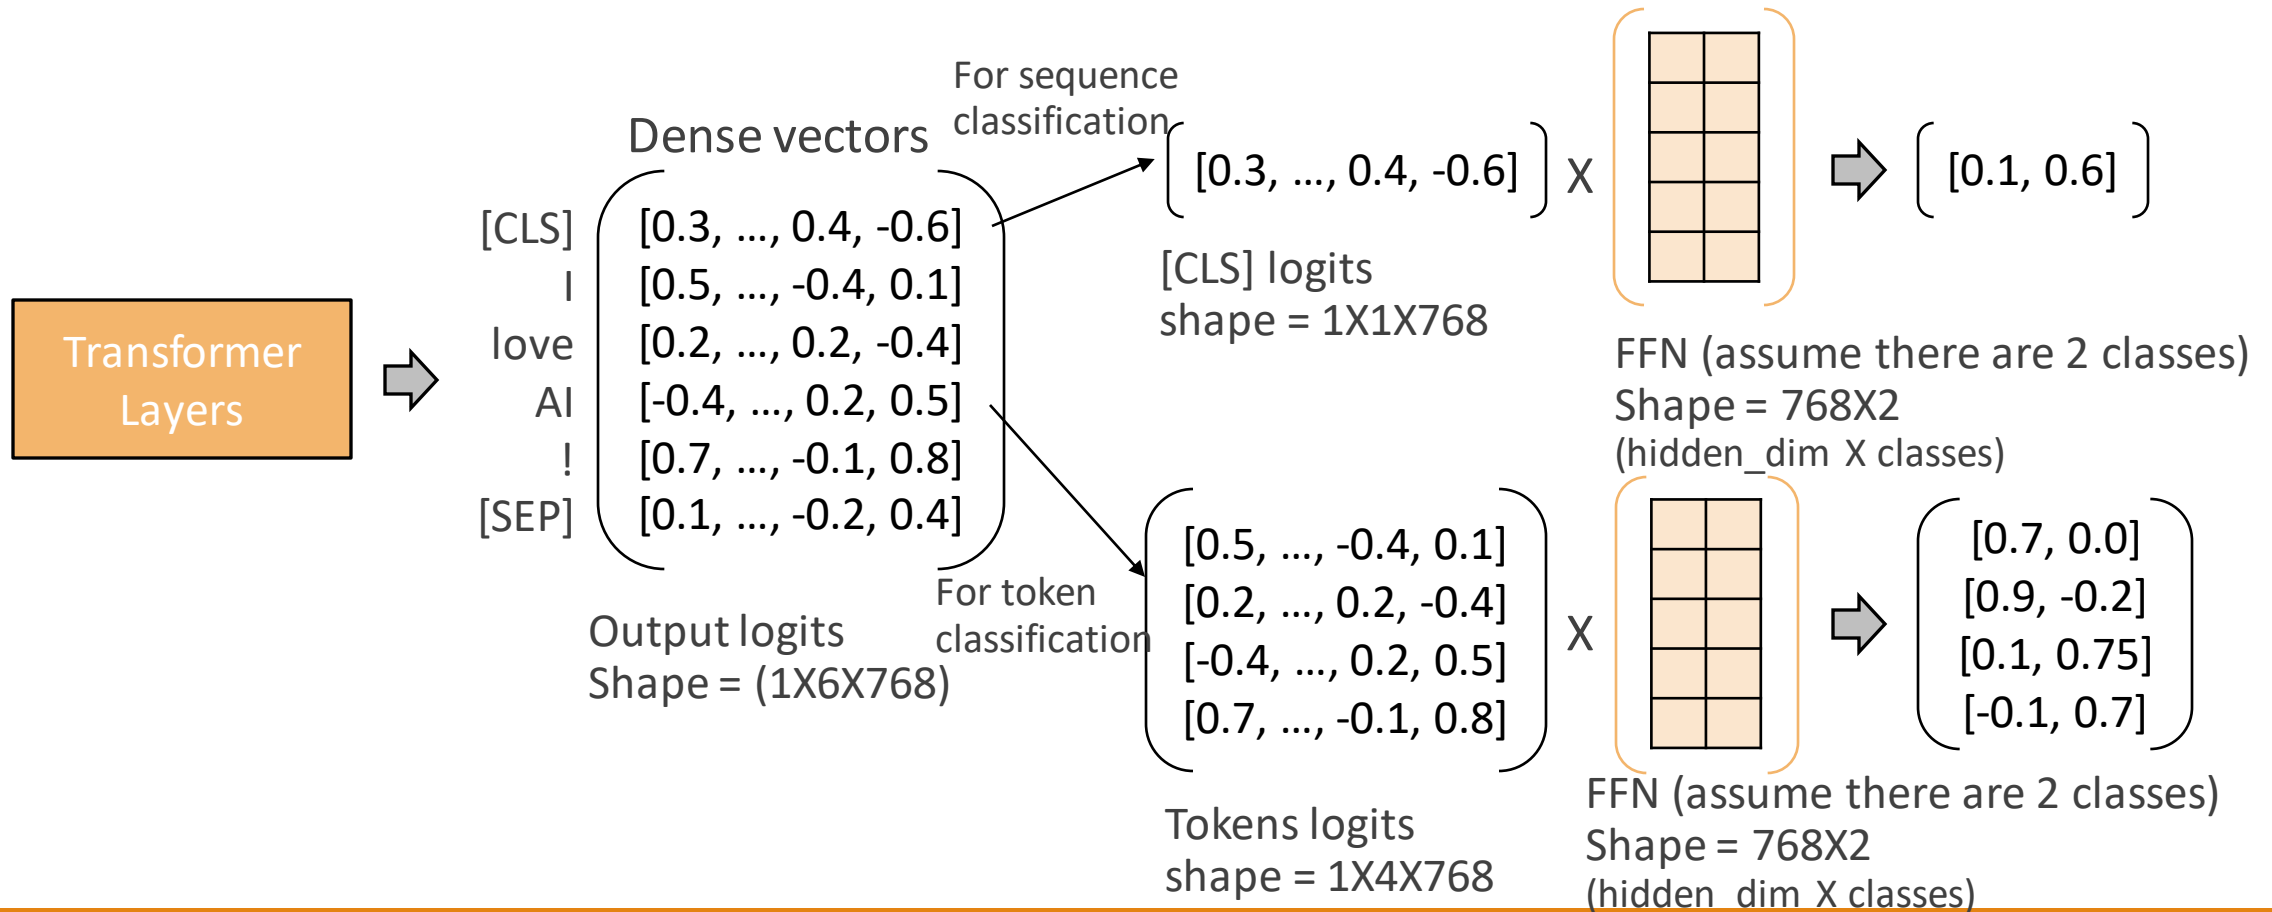 Transformer
Layers
Dense vectors
[CLS]
I
love
AI
!
[SEP]
[0.3, …, 0.4, -0.6]
[0.5, …, -0.4, 0.1]
[0.2, …, 0.2, -0.4]
[-0.4, …, 0.2, 0.5]
[0.7, …, -0.1, 0.8]
[0.1, …, -0.2, 0.4]
Output logits
Shape = (1X6X768)
For sequence
classification
[0.3, …, 0.4, -0.6]
X
[0.1, 0.6]
[CLS] logits
shape = 1X1X768
FFN (assume there are 2 classes)
Shape = 768X2
(hidden_dim X classes)
For token
classification
[0.5, …, -0.4, 0.1]
[0.2, …, 0.2, -0.4]
[-0.4, …, 0.2, 0.5]
[0.7, …, -0.1, 0.8]
X
[0.7, 0.0]
[0.9, -0.2]
[0.1, 0.75]
[-0.1, 0.7]
Tokens logits
shape = 1X4X768
FFN (assume there are 2 classes)
Shape = 768X2
(hidden_dim X classes)